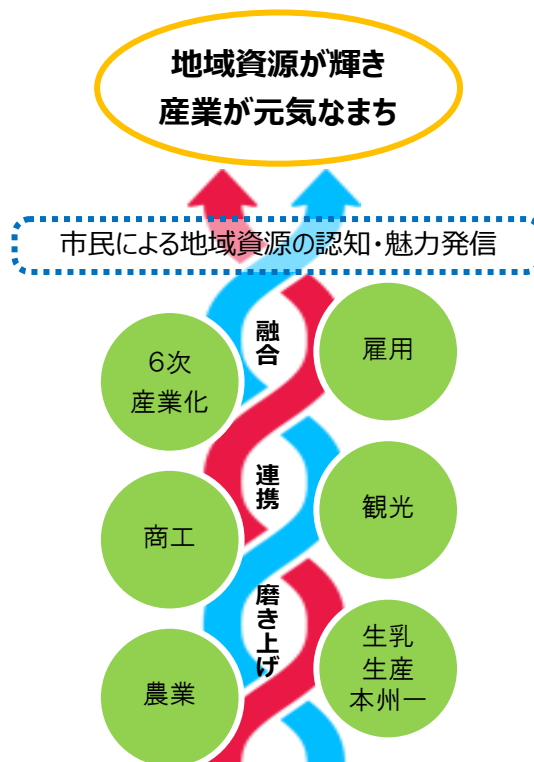 地域資源が輝き
産業が元気なまち
市民による地域資源の認知・魅力発信
融合
6次
産業化
雇用
連携
商工
観光
磨き上げ
農業
生乳
生産
本州一